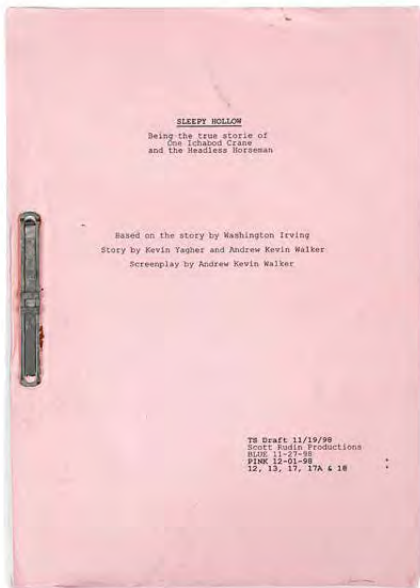 SLEEPY HOLLOW
Being the true storie of
One Ichabod Crane
and the Headless Horseman
Based on the story by Washington Irving
Story by Kevin Yagher and Andrew Kevin Walker
Screenplay by Andrew Kevin Walker
TS Draft 11/19/98
Scott Rudin Productions
BLUE 11-27-98
PINK 12-01-98 *
12, 13, 17, 17A & 18 *